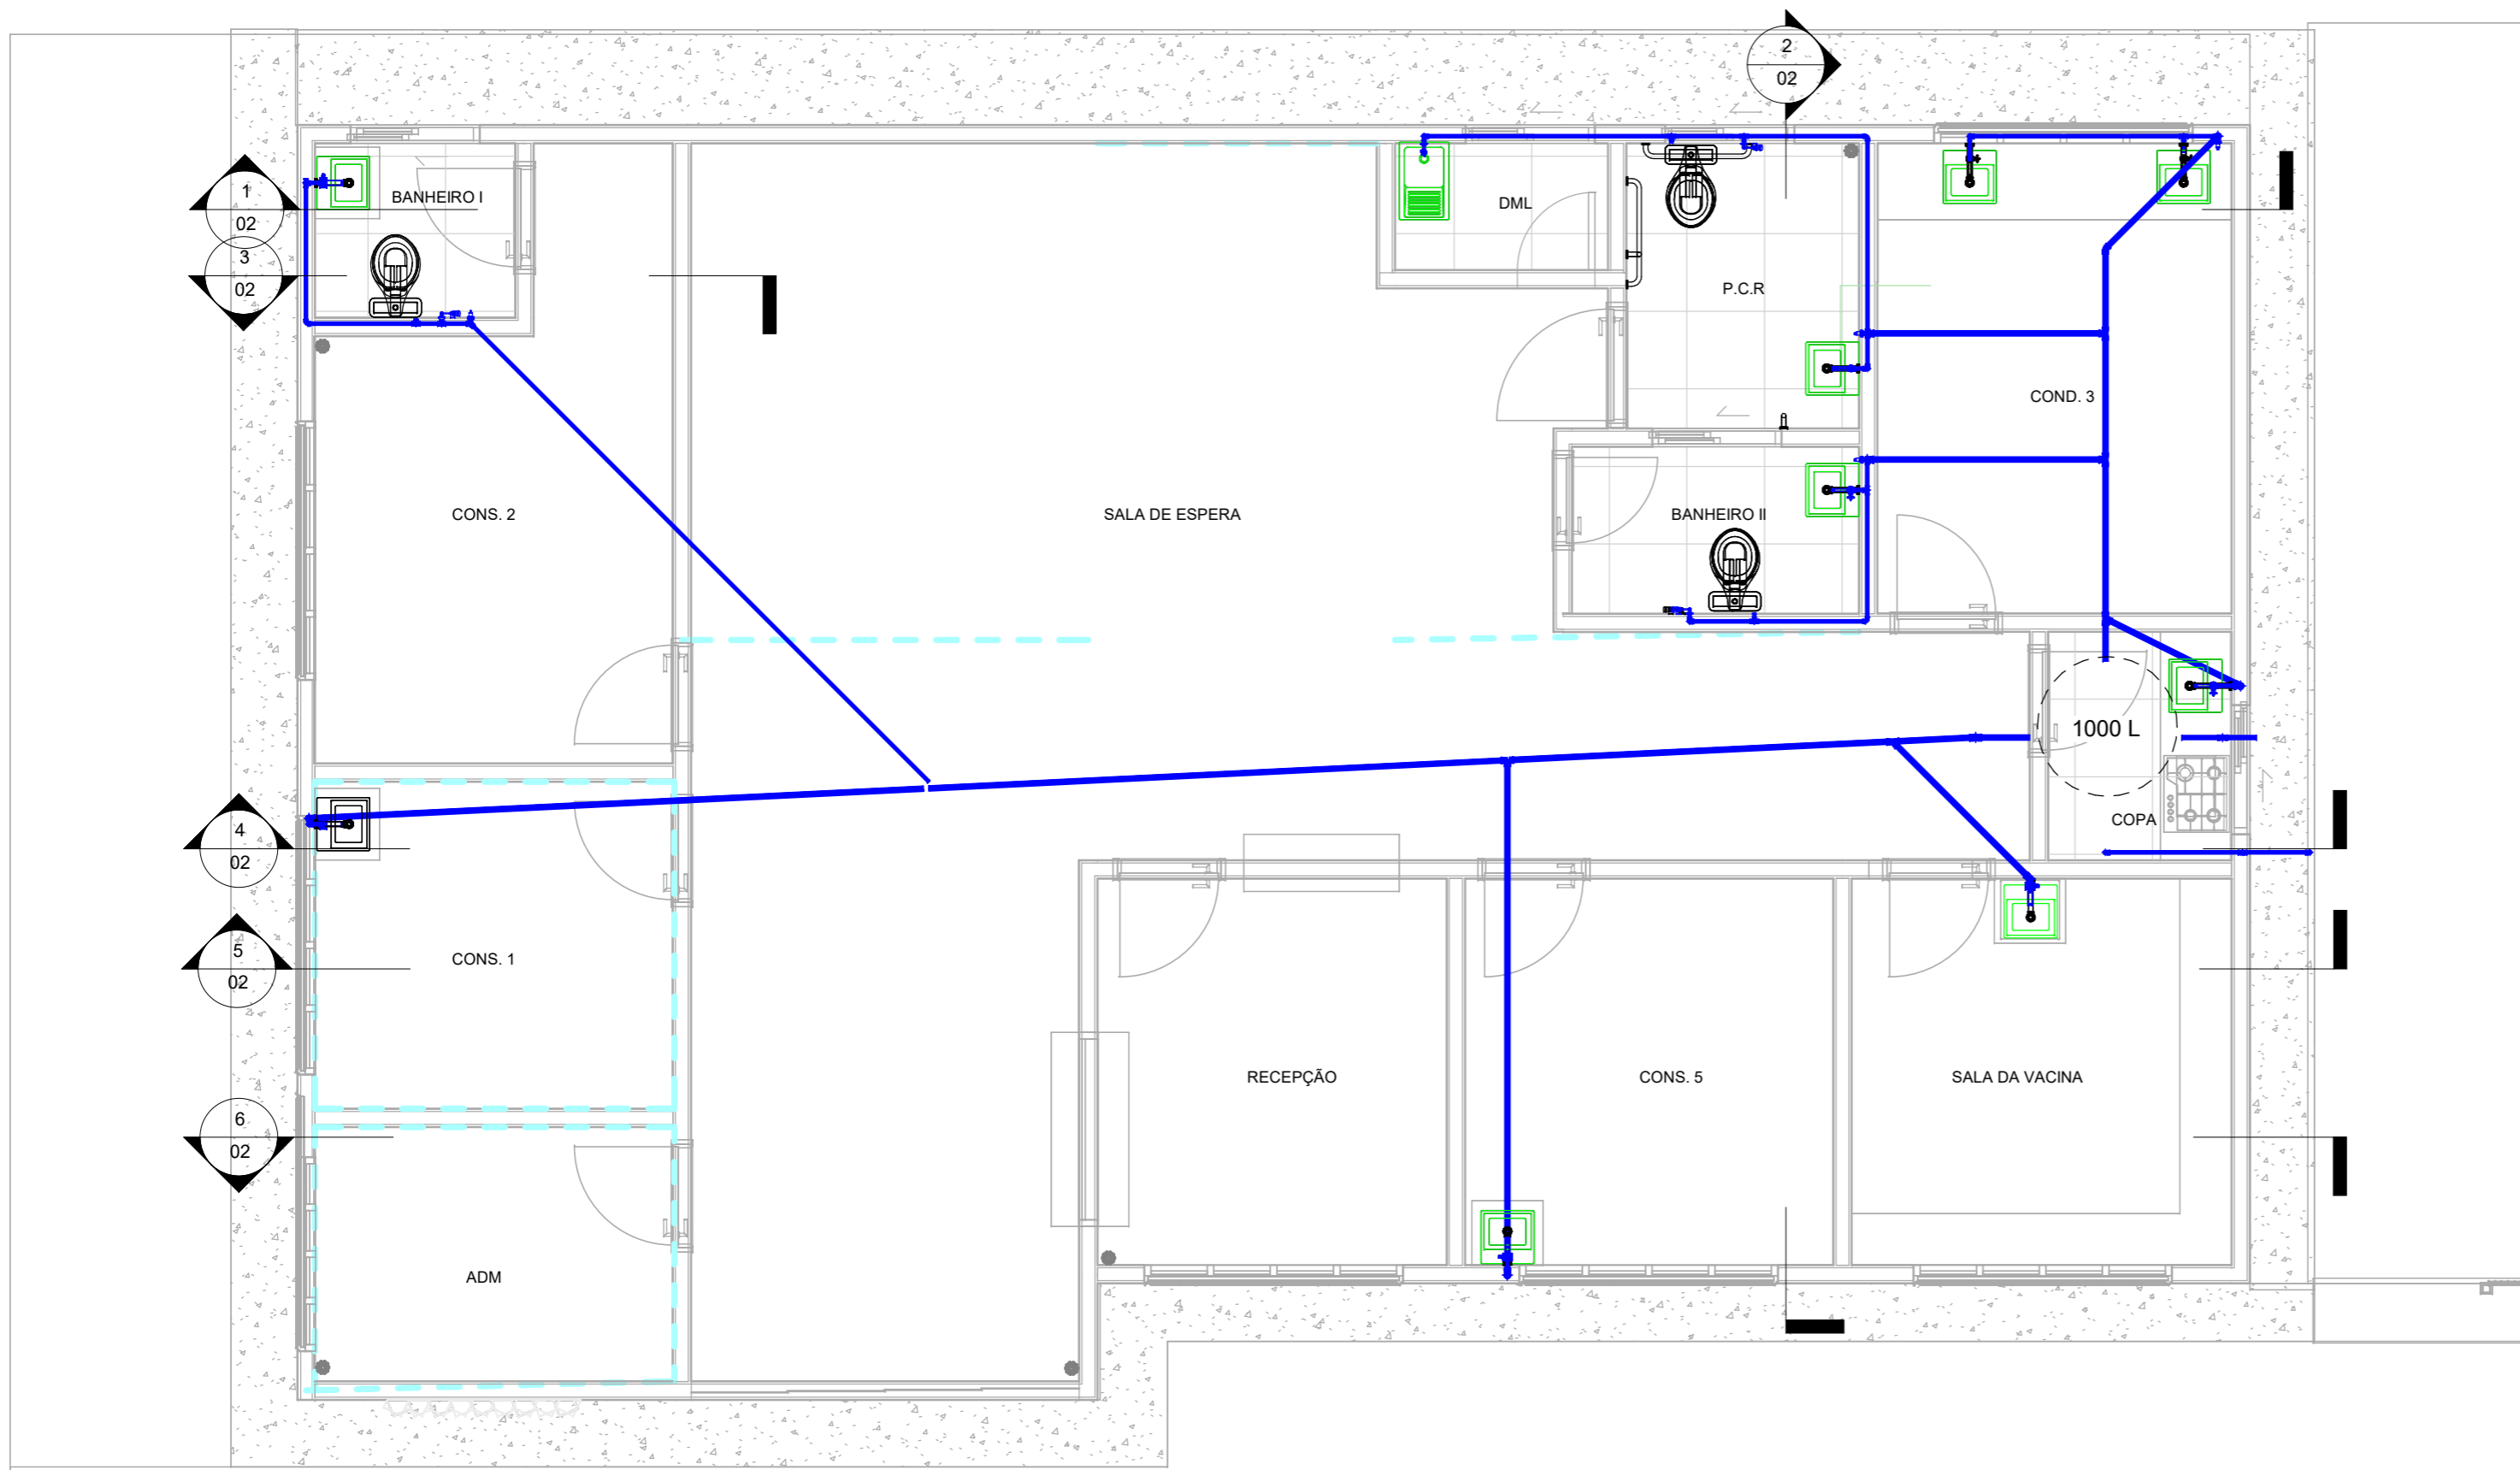 2
02
1
02
BANHEIRO I
DML
3
02
P.C.R
COND. 3
CONS. 2
SALA DE ESPERA
BANHEIRO II
1000 L
COPA
4
02
5
02
CONS. 1
RECEPÇÃO
CONS. 5
SALA DA VACINA
6
02
ADM